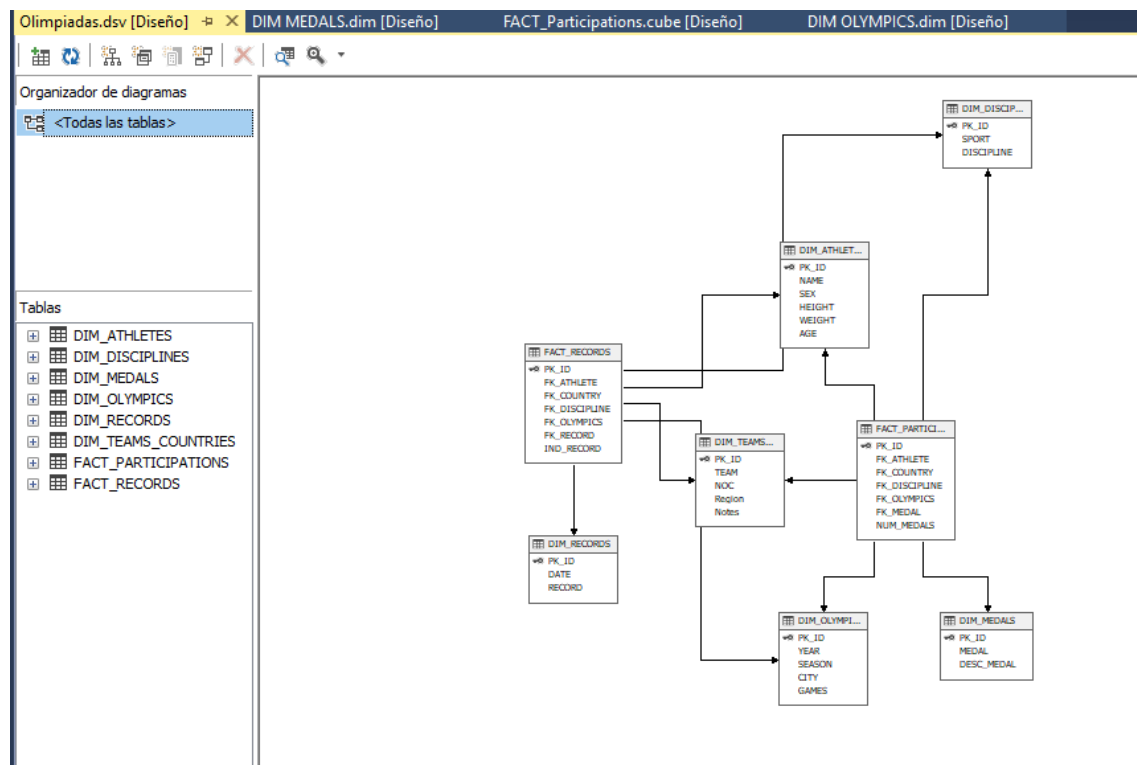 Olimpiadas.dsv [Diseño]
DIM MEDALS.dim [Diseño]
FACT_Participations.cube [Diseño]
DIM OLYMPICS.dim [Diseño]
Organizador de diagramas
<Todas las tablas>
Tablas
DIM_ATHLETES
DIM_DISCIPLINES
DIM_MEDALS
DIM_OLYMPICS
DIM_RECORDS
DIM_TEAMS_COUNTRIES
FACT_PARTICIPATIONS
FACT_RECORDS
DIM_DISCIP...
PK_ID
SPORT
DISCIPLINE
DIM_ATHLET...
PK_ID
NAME
SEX
HEIGHT
WEIGHT
AGE
FACT_RECORDS
PK_ID
FK_ATHLETE
FK_COUNTRY
FK_DISCIPLINE
FK_OLYMPICS
FK_RECORD
IND_RECORD
DIM_TEAMS...
PK_ID
TEAM
NOC
Region
Notes
FACT_PARTICI...
PK_ID
FK_ATHLETE
FK_COUNTRY
FK_DISCIPLINE
FK_OLYMPICS
FK_MEDAL
NUM_MEDALS
DIM_RECORDS
PK_ID
DATE
RECORD
DIM_OLYMPI...
PK_ID
YEAR
SEASON
CITY
GAMES
DIM_MEDALS
PK_ID
MEDAL
DESC_MEDAL